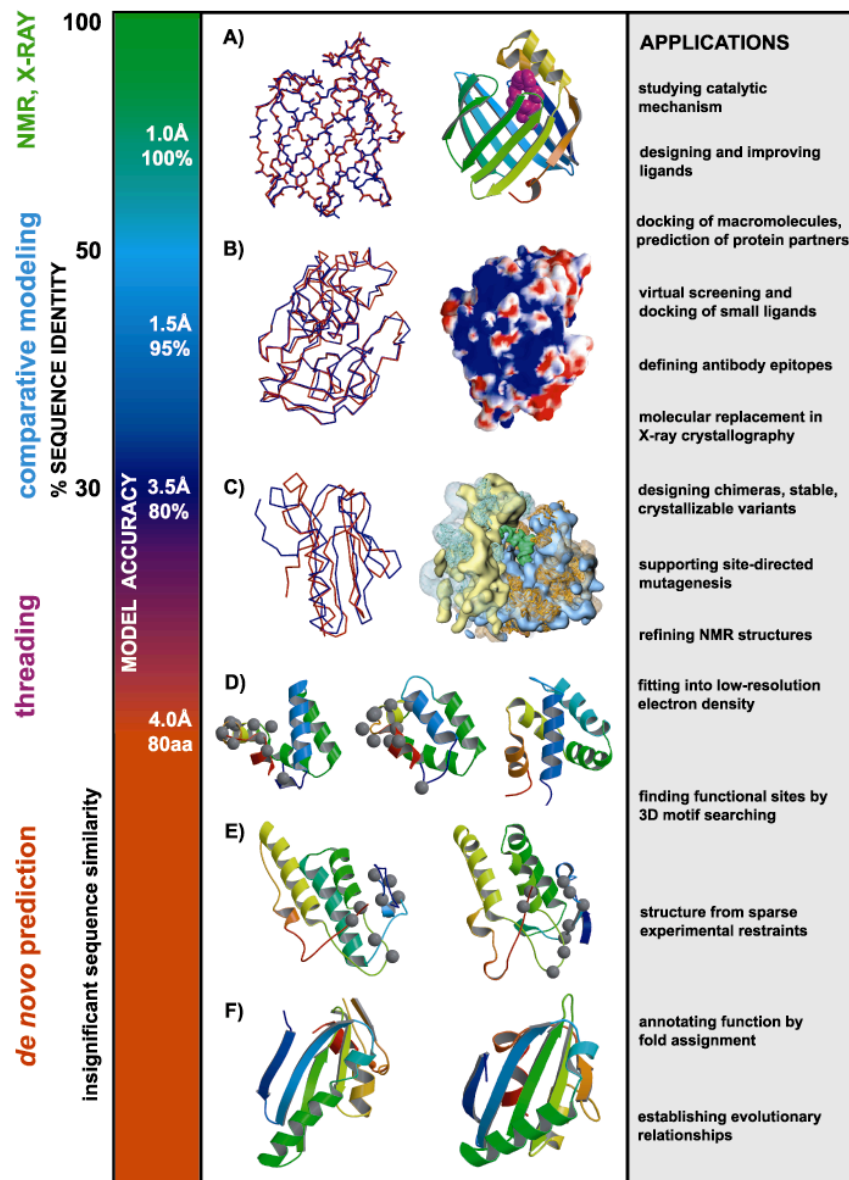 NMR, X-RAY
comparative modeling
threading
de novo prediction
% SEQUENCE IDENTITY
insignificant sequence similarity
100
50
30
MODEL ACCURACY
1.0Å
100%
1.5Å
95%
3.5Å
80%
4.0Å
80aa
A)
B)
C)
D)
E)
F)
APPLICATIONS
studying catalytic
mechanism
designing and improving
ligands
docking of macromolecules,
prediction of protein partners
virtual screening and
docking of small ligands
defining antibody epitopes
molecular replacement in
X-ray crystallography
designing chimeras, stable,
crystallizable variants
supporting site-directed
mutagenesis
refining NMR structures
fitting into low-resolution
electron density
finding functional sites by
3D motif searching
structure from sparse
experimental restraints
annotating function by
fold assignment
establishing evolutionary
relationships